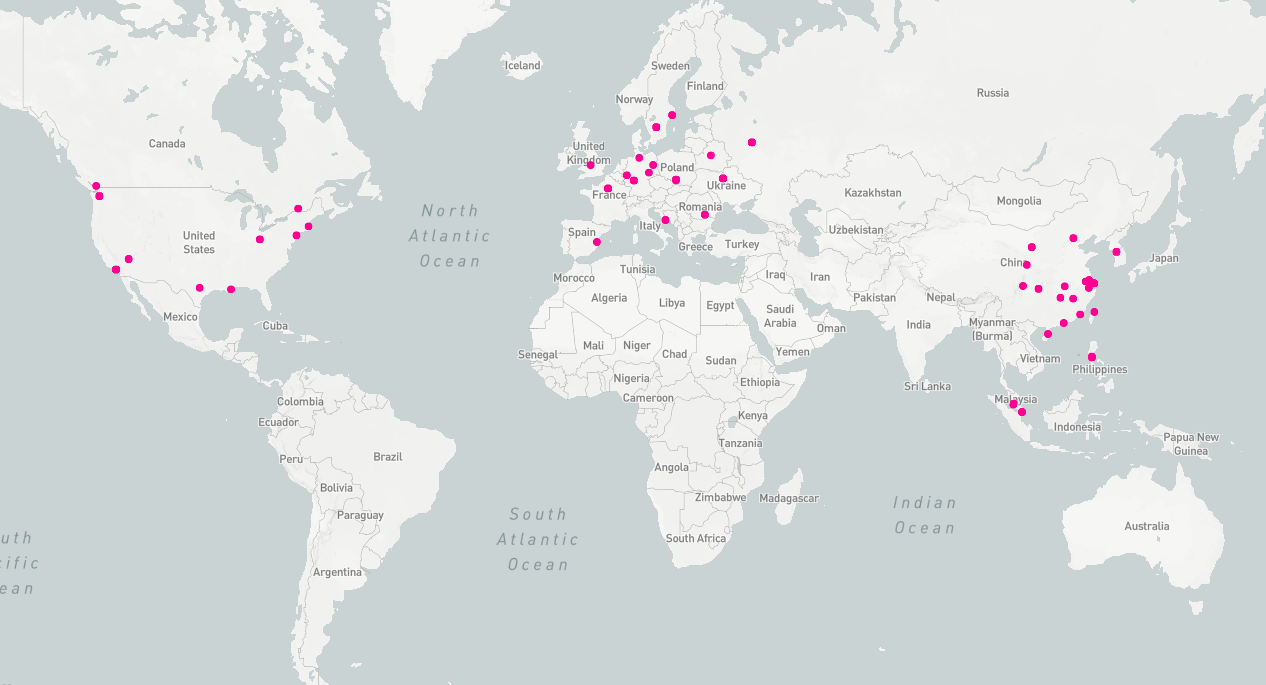 Iceland
Sweden
Finland
Norway
Russia
Canada
United
Kingdom
Poland
Ukraine
France
Romania
Kazakhstan
Mongolia
North
Atlantic
Ocean
United
States
Spain
Italy
Greece
Turkey
Uzbekistan
China
Japan
Morocco
Tunisia
Iraq
Iran
Algeria
Libya
Egypt
Pakistan
Nepal
Mexico
Cuba
Saudi
Arabia
Oman
India
Myanmar
(Burma)
Senegal
Mali
Niger
Chad
Sudan
Yemen
Vietnam
Philippines
Nigeria
Ethiopia
Sri Lanka
Cameroon
Colombia
Malaysia
Ecuador
Kenya
Indonesia
Tanzania
Papua New
Guinea
Peru
Brazil
Angola
Bolivia
Zimbabwe
Madagascar
Indian
Ocean
Paraguay
South
Atlantic
Ocean
Australia
South Africa
uth
cific
ean
Argentina